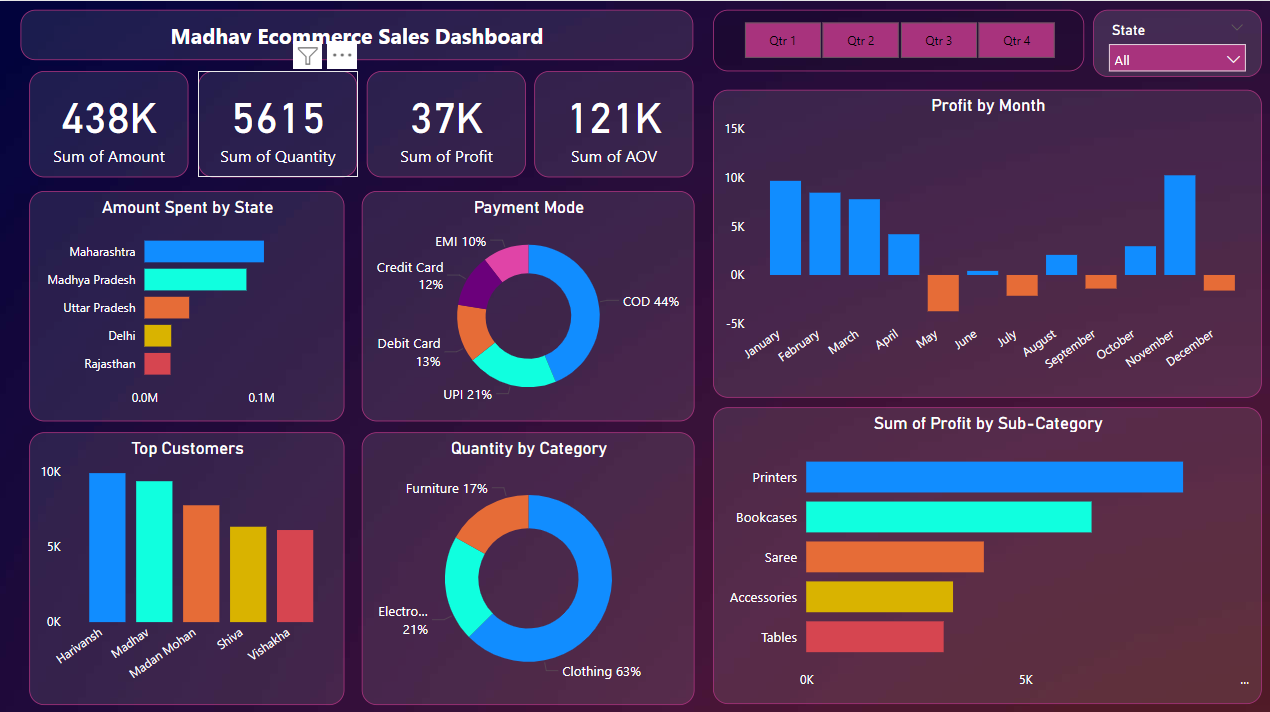 Madhav Ecommerce Sales Dashboard
Qtr 1
Qtr 2
Qtr 3
Qtr 4
State
All
438K
Sum of Amount
5615
Sum of Quantity
37K
Sum of Profit
121K
Sum of AOV
Amount Spent by State
Maharashtra
Madhya Pradesh
Uttar Pradesh
Delhi
Rajasthan
0.0M
0.1M
Payment Mode
EMI 10%
Credit Card
12%
Debit Card
13%
UPI 21%
COD 44%
Profit by Month
15K
10K
5K
0K
-5K
January
February
March
April
May
June
July
August
September
October
November
December
Top Customers
10K
5K
0K
Harivansh
Madhav
Madan Mohan
Shiva
Vishakha
Quantity by Category
Furniture 17%
Electro...
21%
Clothing 63%
Sum of Profit by Sub-Category
Printers
Bookcases
Saree
Accessories
Tables
0K
5K
...